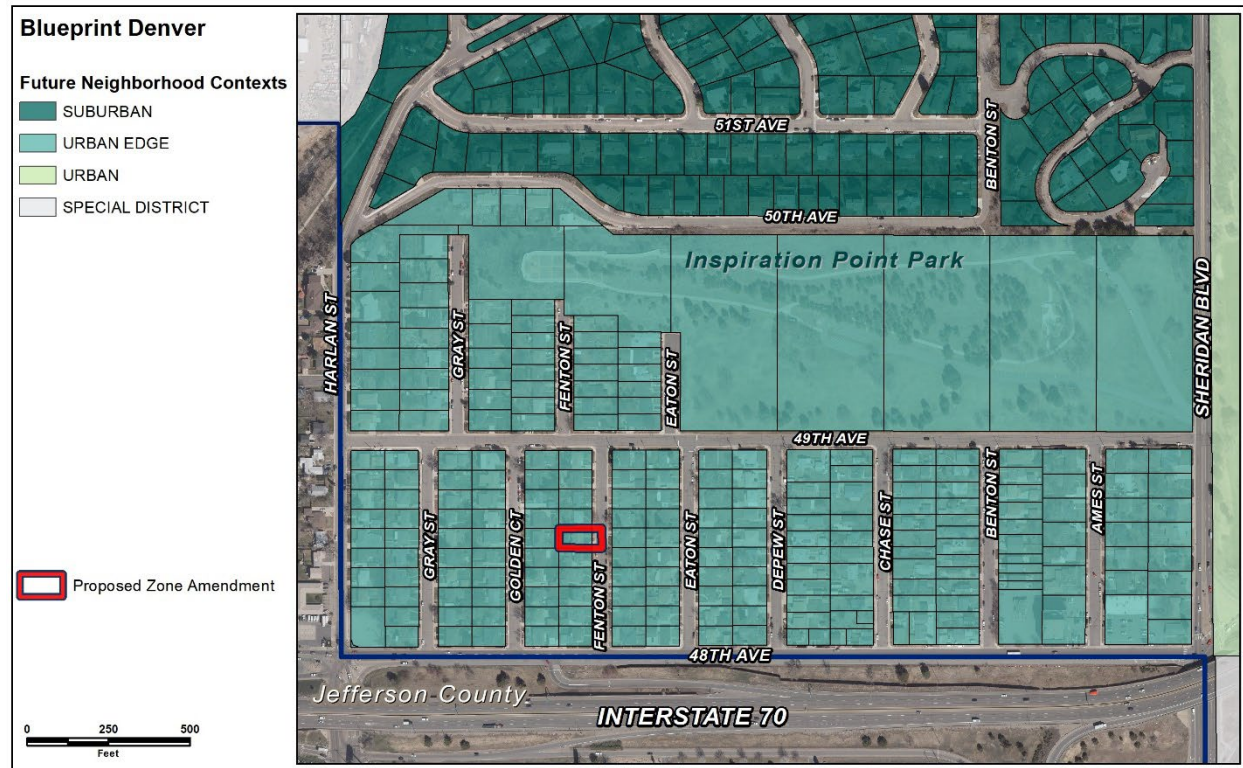 Blueprint Denver
Future Neighborhood Contexts
SUBURBAN
URBAN EDGE
URBAN
SPECIAL DISTRICT
Proposed Zone Amendment
0 250 500
Feet
51ST AVE
BENTON ST
50TH AVE
Inspiration Point Park
HARLAN ST
GRAY ST
FENTON ST
EATON ST
SHERIDAN BLVD
49TH AVE
GRAY ST
GOLDEN CT
FENTON ST
EATON ST
DEPEW ST
CHASE ST
BENTON ST
AMES ST
48TH AVE
Jefferson County
INTERSTATE 70